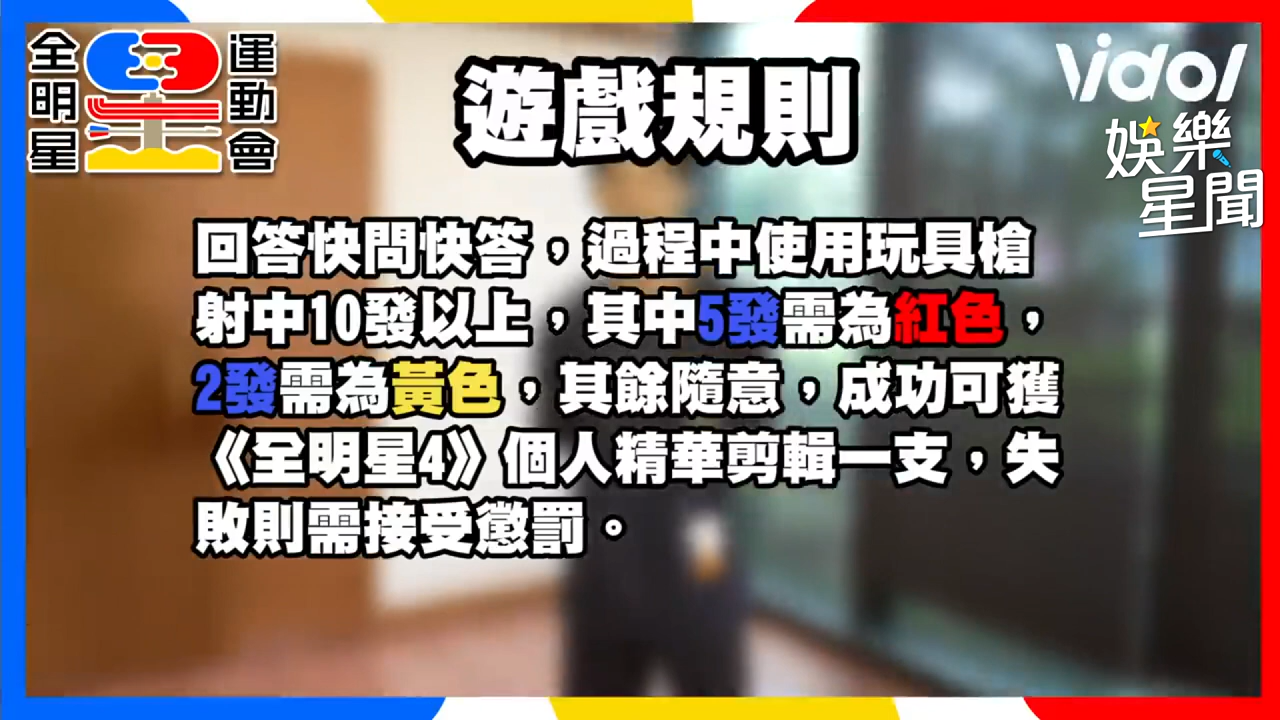 全明星
運動會
Vidol
娛樂
星聞
遊戲規則
回答快問快答，過程中使用玩具槍
射中10發以上，其中5發需為紅色，
2發需為黃色，其餘隨意，成功可獲
《全明星4》個人精華剪輯一支，失
敗則需接受懲罰。